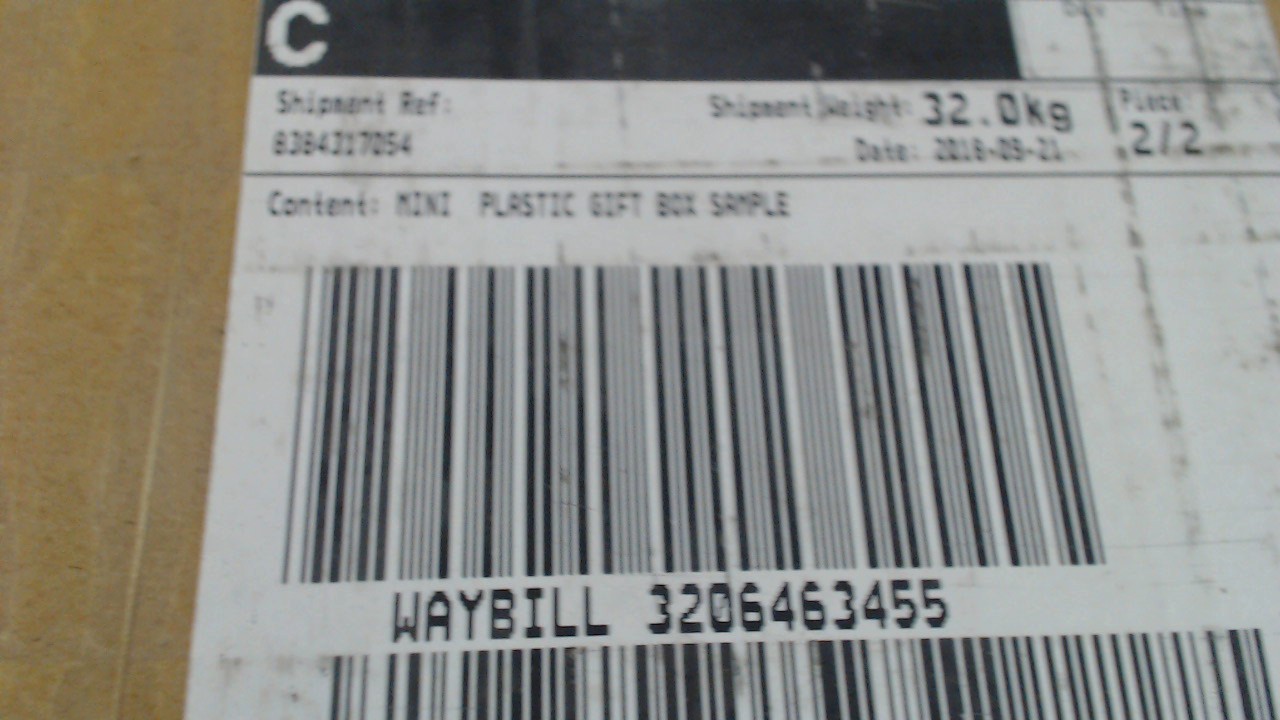 C
Shipment Ref:
8384317054
Shipment Weight: 32.0kg
Date: 2018-09-21
Piece
2/2
Content: MINI PLASTIC GIFT BOX SAMPLE
WAYBILL 3206463455